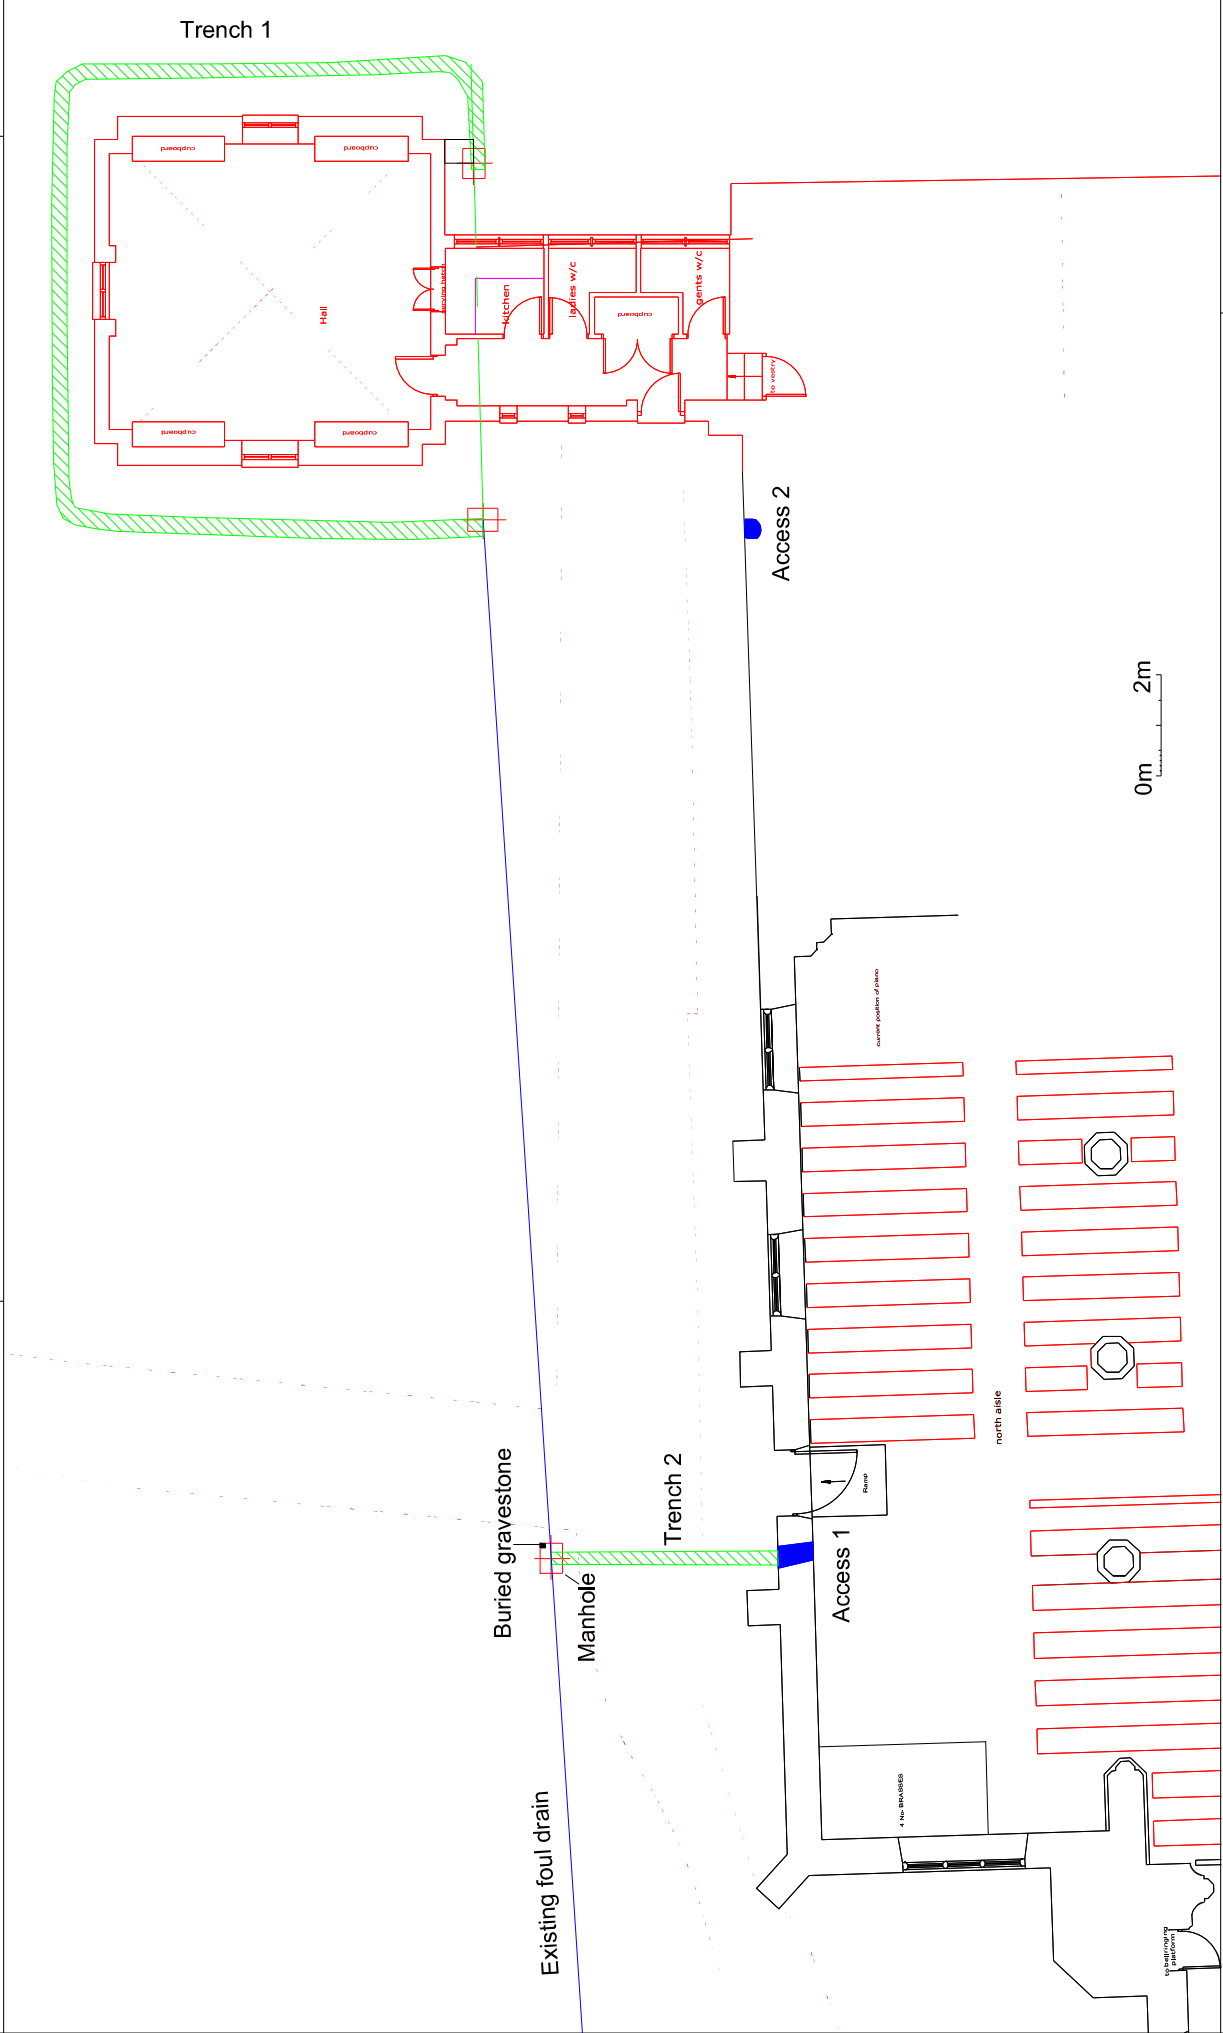 Trench 1
cupboard
cupboard
Hall
serving hatch
kitchen
ladies w/c
gents w/c
cupboard
to vestry
cupboard
cupboard
Access 2
0m
2m
current position of piano
north aisle
Ramp
Trench 2
Buried gravestone
Manhole
Access 1
4 No- BRASSES
Existing foul drain
to bellringing
platform